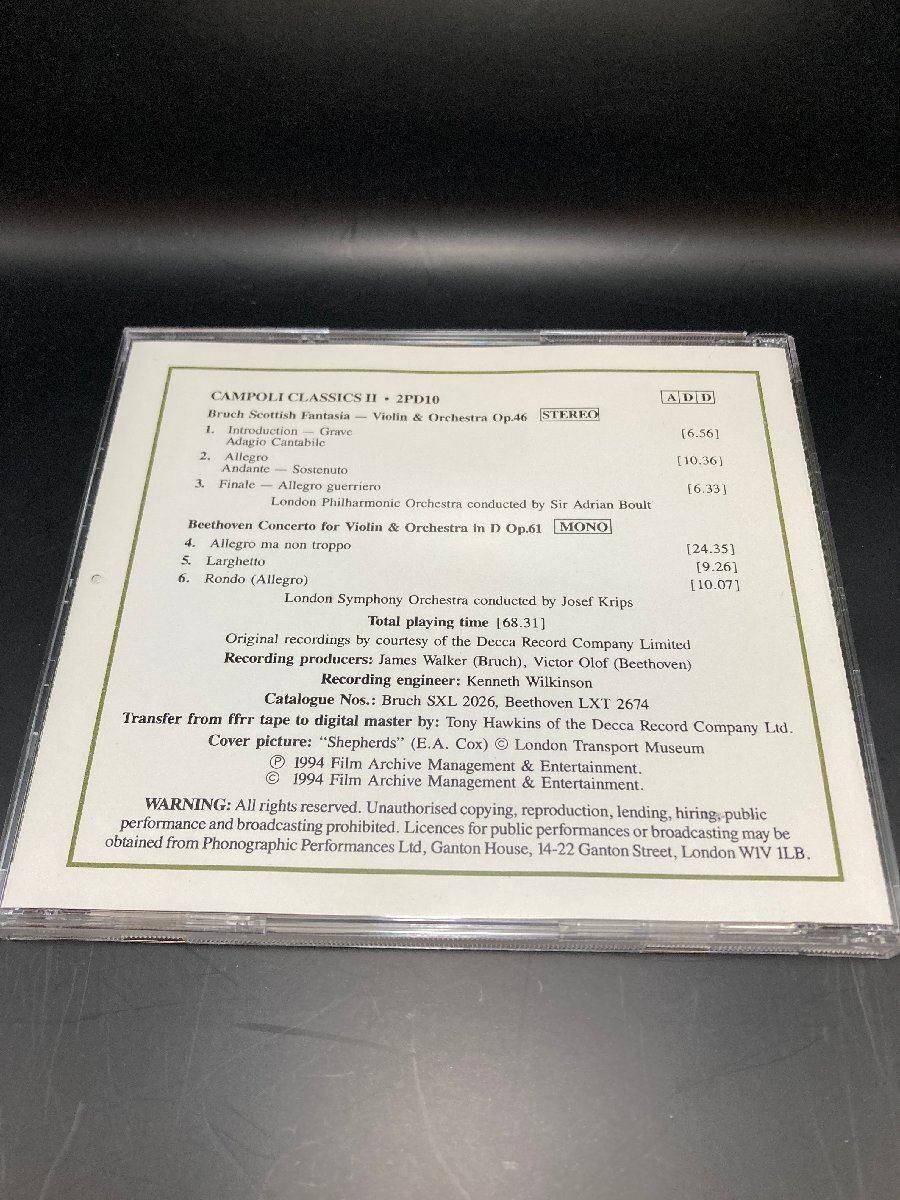 CAMPOLI CLASSICS II • 2PD10 ADD
Bruch Scottish Fantasia — Violin & Orchestra Op.46 STEREO
1. Introduction — Grave [6.56]
Adagio Cantabile
2. Allegro [10.36]
Andante — Sostenuto
3. Finale — Allegro guerriero [6.33]
London Philharmonic Orchestra conducted by Sir Adrian Boult
Beethoven Concerto for Violin & Orchestra in D Op.61 MONO
4. Allegro ma non troppo [24.35]
5. Larghetto [9.26]
6. Rondo (Allegro) [10.07]
London Symphony Orchestra conducted by Josef Krips
Total playing time [68.31]
Original recordings by courtesy of the Decca Record Company Limited
Recording producers: James Walker (Bruch), Victor Olof (Beethoven)
Recording engineer: Kenneth Wilkinson
Catalogue Nos.: Bruch SXL 2026, Beethoven LXT 2674
Transfer from ffrr tape to digital master by: Tony Hawkins of the Decca Record Company Ltd.
Cover picture: “Shepherds” (E.A. Cox) © London Transport Museum
℗ 1994 Film Archive Management & Entertainment.
© 1994 Film Archive Management & Entertainment.
WARNING: All rights reserved. Unauthorised copying, reproduction, lending, hiring, public
performance and broadcasting prohibited. Licences for public performances or broadcasting may be
obtained from Phonographic Performances Ltd, Ganton House, 14-22 Ganton Street, London W1V 1LB.